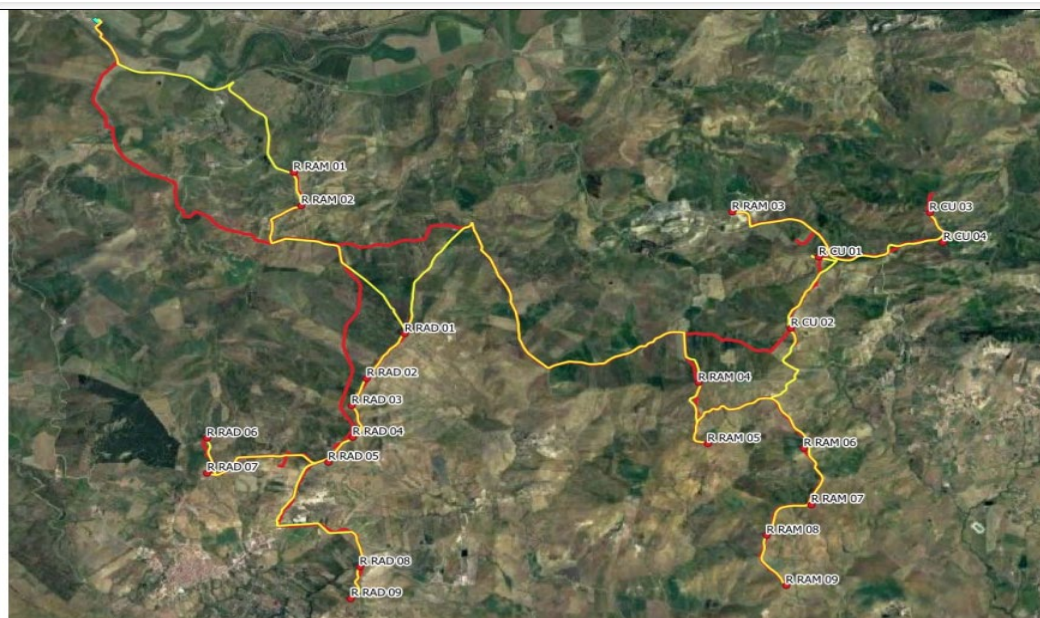 R RAM 01
R RAM 02
R RAM 03
R CU 03
R CU 04
R CU 01
R CU 02
R RAD 01
R RAD 02
R RAD 03
R RAD 04
R RAD 05
R RAD 06
R RAD 07
R RAM 04
R RAM 05
R RAM 06
R RAM 07
R RAM 08
R RAM 09
R RAD 08
R RAD 09